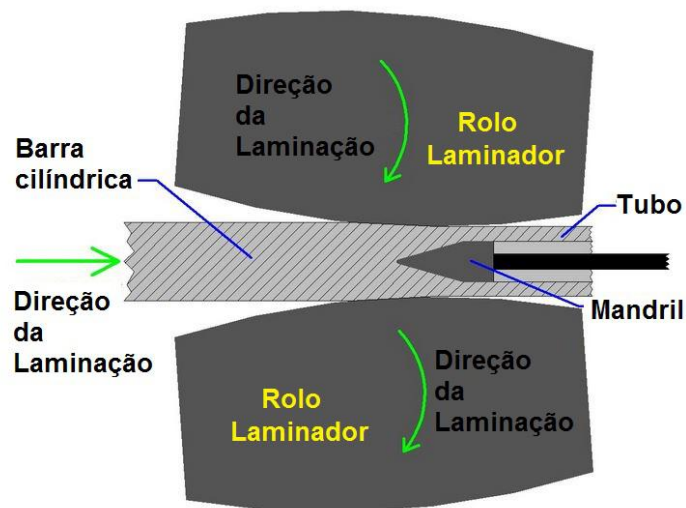 Direção
da
Laminação
Rolo
Laminador
Barra
cilíndrica
Tubo
Direção
da
Laminação
Mandril
Rolo
Laminador
Direção
da
Laminação